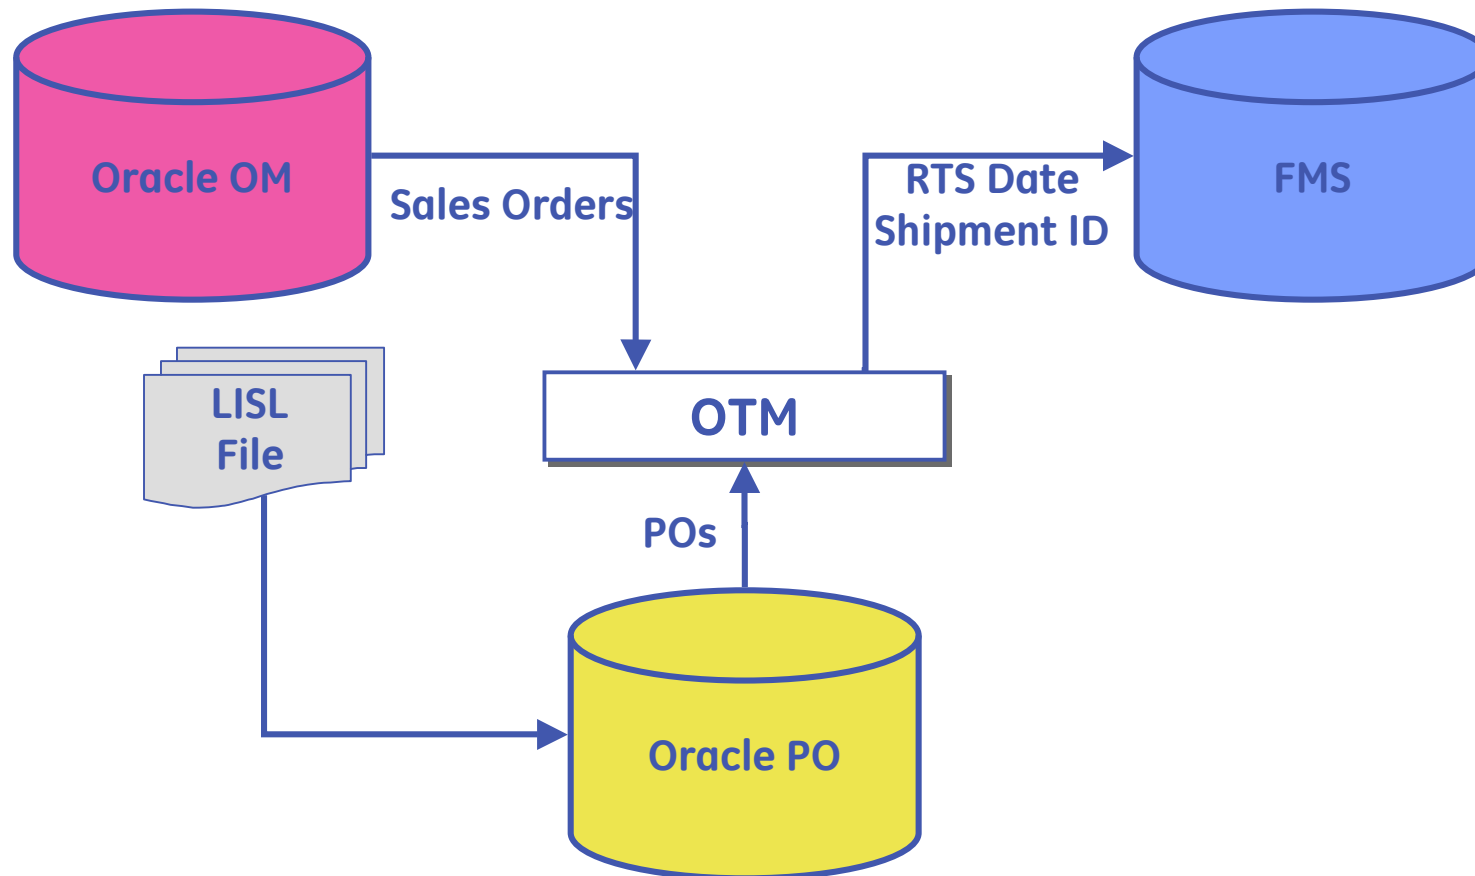 Oracle OM
Sales Orders
RTS Date
Shipment ID
FMS
LISL
File
OTM
POs
Oracle PO